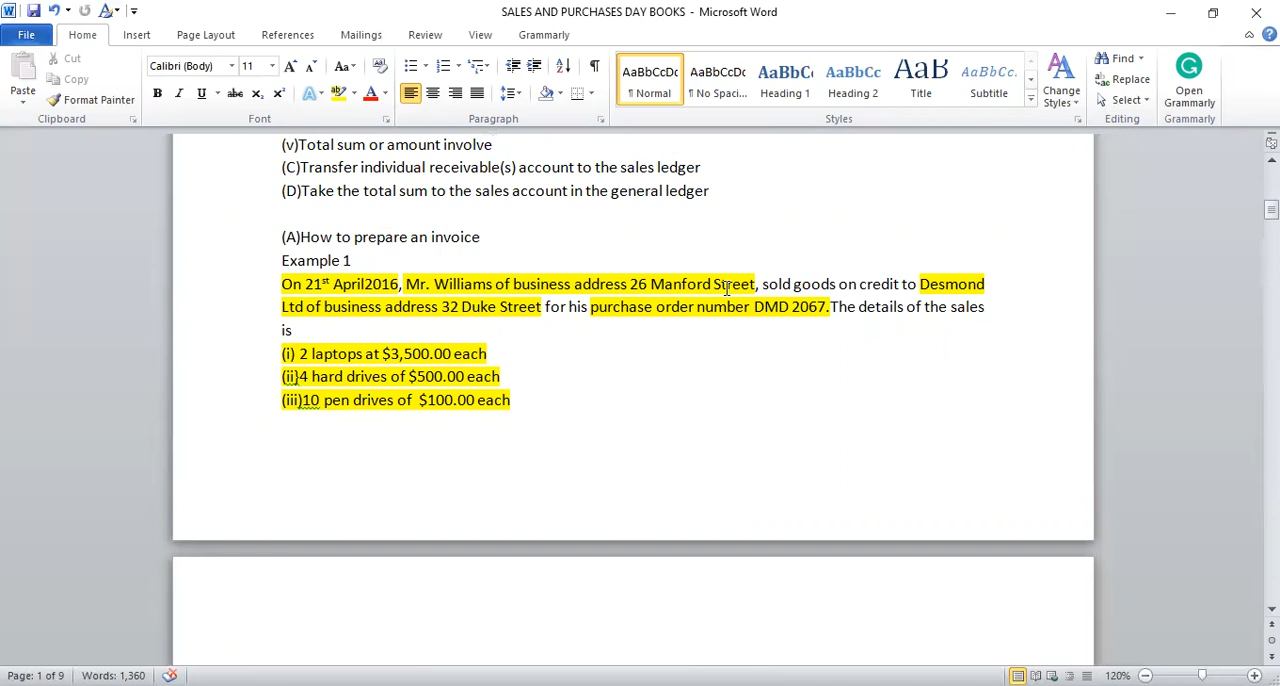 SALES AND PURCHASES DAY BOOKS - Microsoft Word
File Home Insert Page Layout References Mailings Review View Grammarly
Paste
Cut
Copy
Format Painter
Clipboard
Calibri (Body) 11
Font
Paragraph
AaBbCcDc AaBbCcDc AaBbC AaBbCc AaB AaBbCc.
¶ Normal ¶ No Spaci... Heading 1 Heading 2 Title Subtitle
Change Styles
Styles
Find
Replace
Select
Editing
Open Grammarly
Grammarly
(v)Total sum or amount involve
(C)Transfer individual receivable(s) account to the sales ledger
(D)Take the total sum to the sales account in the general ledger
(A)How to prepare an invoice
Example 1
On 21st April2016, Mr. Williams of business address 26 Manford Street, sold goods on credit to Desmond
Ltd of business address 32 Duke Street for his purchase order number DMD 2067.The details of the sales
is
(i) 2 laptops at $3,500.00 each
(ii}4 hard drives of $500.00 each
(iii)10 pen drives of $100.00 each
Page: 1 of 9 Words: 1,360 120%